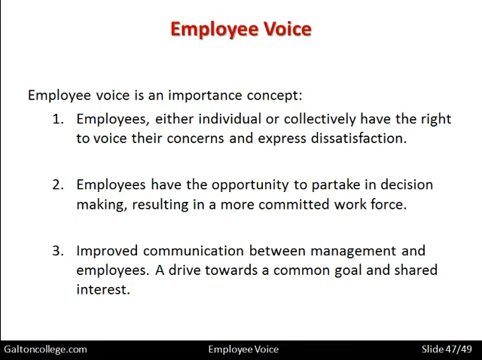 Employee Voice
Employee voice is an importance concept:
1. Employees, either individual or collectively have the right
to voice their concerns and express dissatisfaction.
2. Employees have the opportunity to partake in decision
making, resulting in a more committed work force.
3. Improved communication between management and
employees. A drive towards a common goal and shared
interest.
Galtoncollege.com Employee Voice Slide 47/49